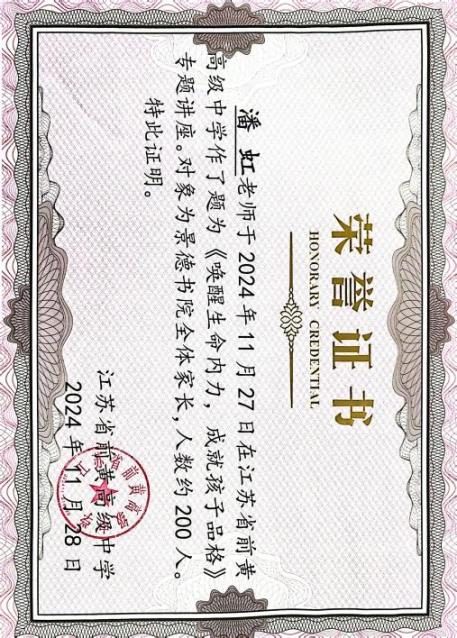 荣誉证书
HONORARY CREDENTIAL
潘虹老师于2024年11月27日在江苏省前黄
高级中学作了题为《唤醒生命内力，成就孩子品格》
专题讲座。对象为景德书院全体家长，人数约200人。
特此证明。
江苏省前黄高级中学
2024年11月28日